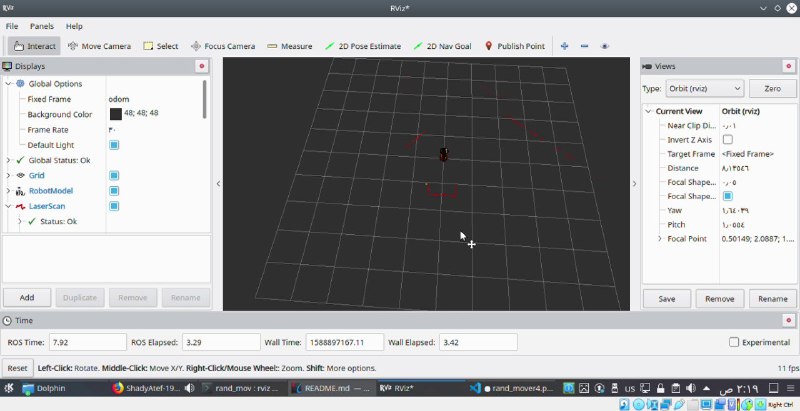 RViz*
File Panels Help
Interact Move Camera Select Focus Camera Measure 2D Pose Estimate 2D Nav Goal Publish Point
Displays
Global Options
Fixed Frame odom
Background Color 48; 48; 48
Frame Rate ٣٠
Default Light
Global Status: Ok
Grid
RobotModel
LaserScan
Status: Ok
Add Duplicate Remove Rename
Views
Type: Orbit (rviz) Zero
Current View Orbit (rviz)
Near Clip Di... ٠٫٠١
Invert Z Axis
Target Frame <Fixed Frame>
Distance ٨٫١٣٥٤٦
Focal Shape... ٠٫٠٥
Focal Shape...
Yaw ١٫٦٤٠٣٩
Pitch ١٫٠٥٥٤
Focal Point 0.50149; 2.0887; 1....
Save Remove Rename
Time
ROS Time: 7.92 ROS Elapsed: 3.29 Wall Time: 1588897167.11 Wall Elapsed: 3.42 Experimental
Reset Left-Click: Rotate. Middle-Click: Move X/Y. Right-Click/Mouse Wheel:: Zoom. Shift: More options. 11 fps
Dolphin ShadyAtef-19... rand_mov : rviz README.md — ... RViz* rand_mover4.p... us ٢:١٩ ص
Right Ctrl